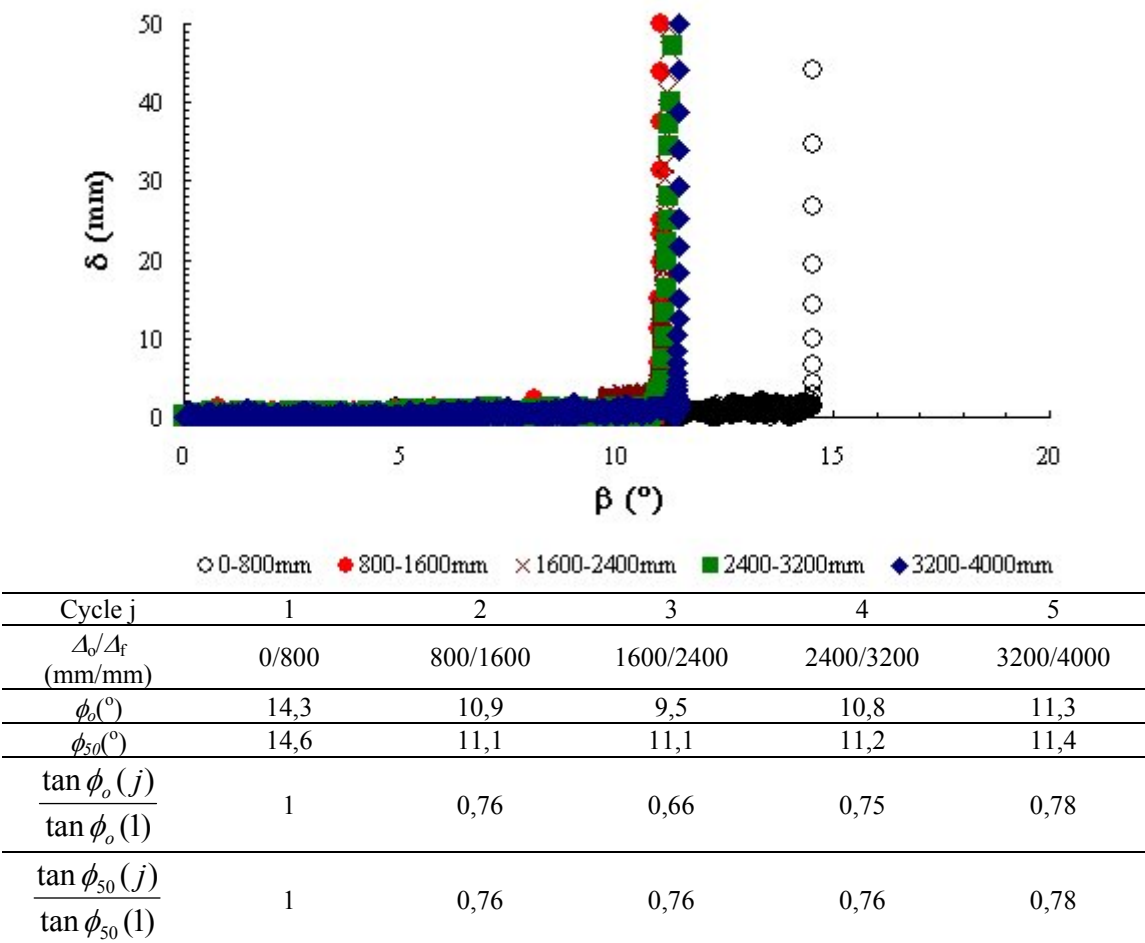 50
40
30
20
10
0
δ (mm)
0 5 10 15 20
β (º)
0-800mm 800-1600mm 1600-2400mm 2400-3200mm 3200-4000mm
Cycle j 1 2 3 4 5
Δo/Δf (mm/mm) 0/800 800/1600 1600/2400 2400/3200 3200/4000
ϕo(º) 14,3 10,9 9,5 10,8 11,3
ϕ50(º) 14,6 11,1 11,1 11,2 11,4
tan ϕo(j) / tan ϕo(1) 1 0,76 0,66 0,75 0,78
tan ϕ50(j) / tan ϕ50(1) 1 0,76 0,76 0,76 0,78